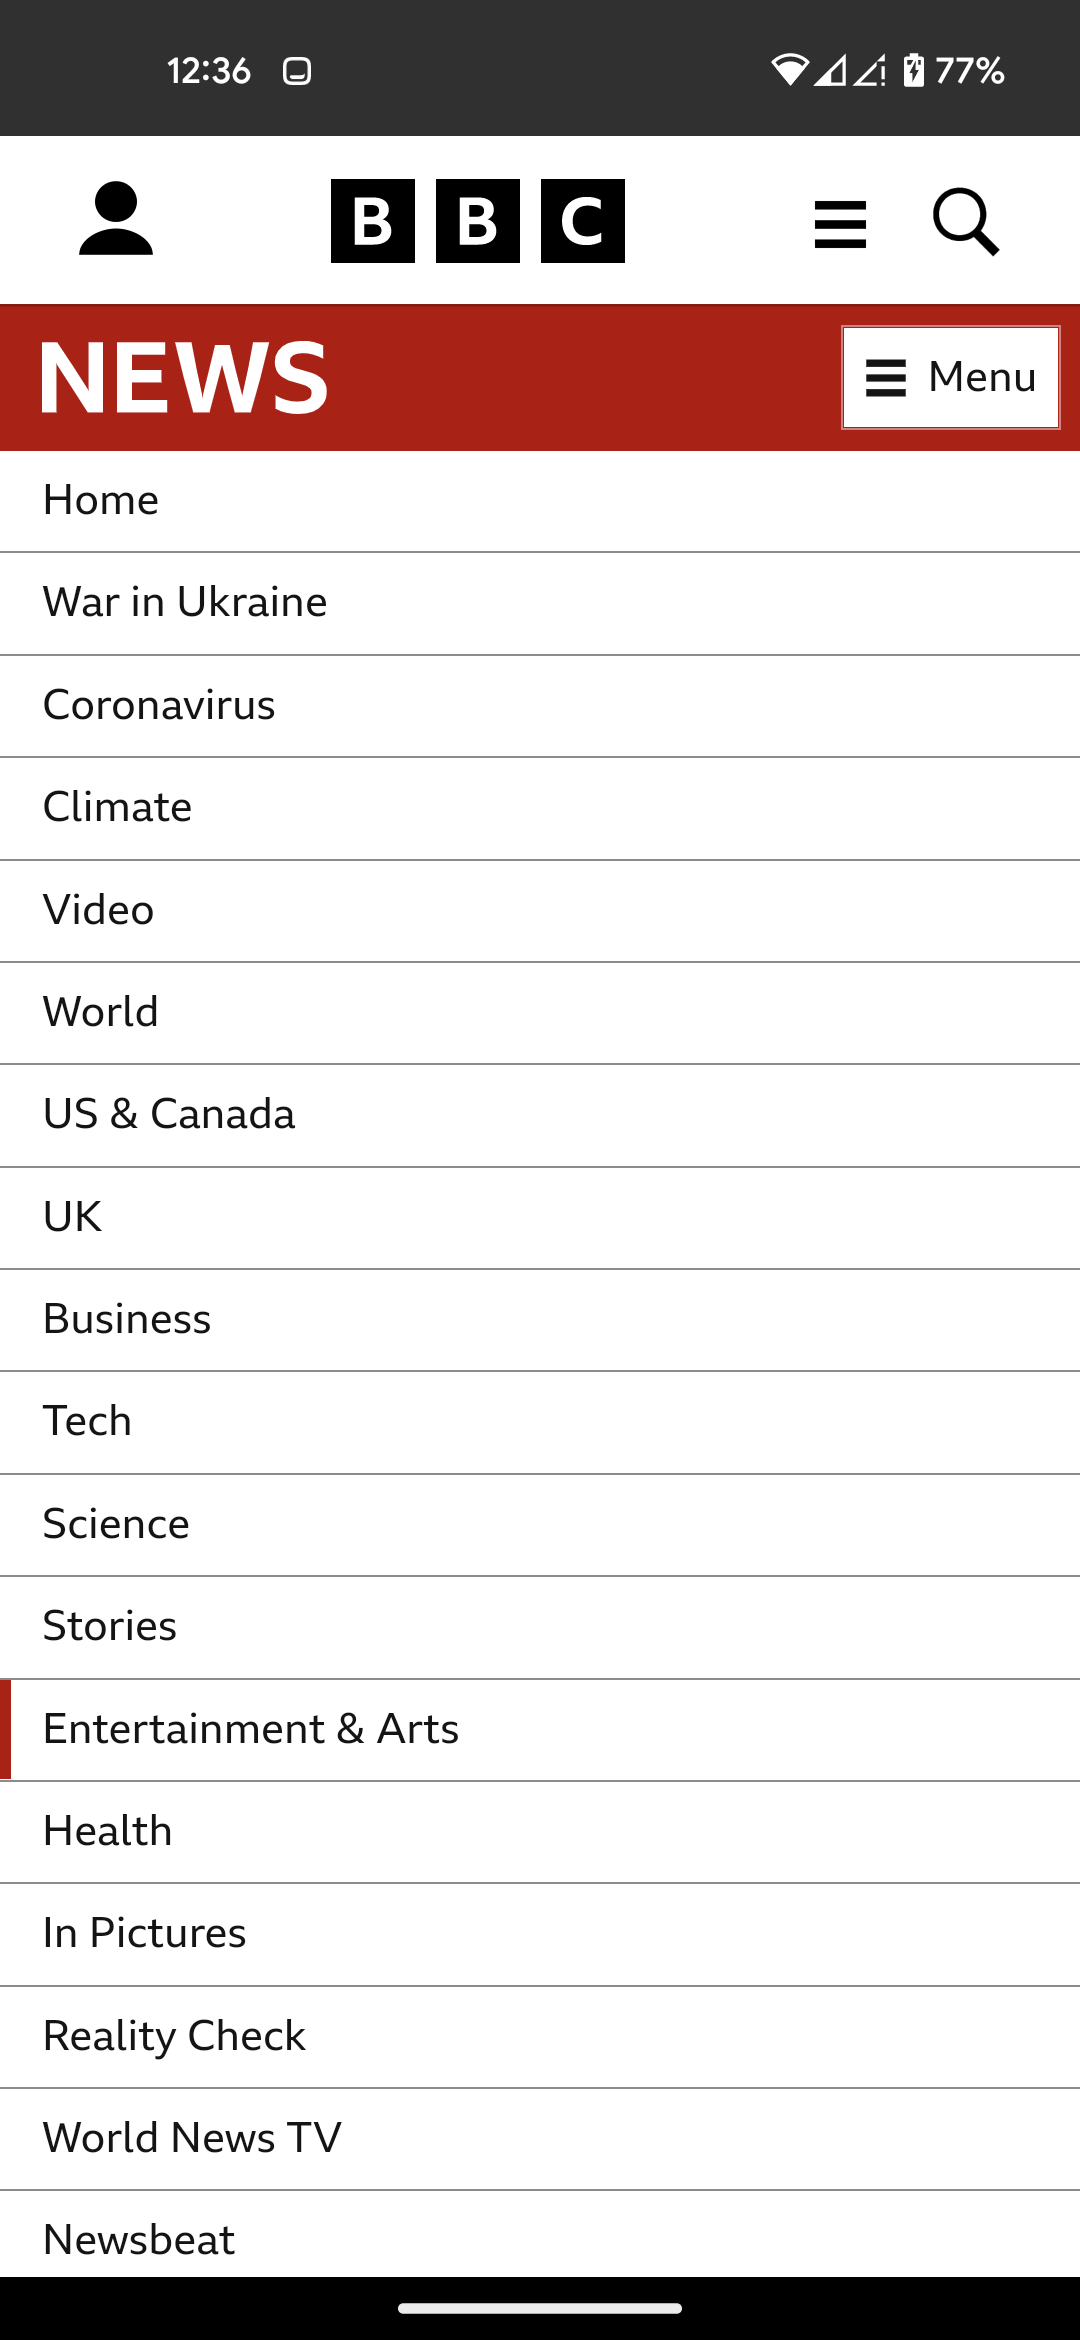 12:36 77%
BBC
NEWS
Menu
Home
War in Ukraine
Coronavirus
Climate
Video
World
US & Canada
UK
Business
Tech
Science
Stories
Entertainment & Arts
Health
In Pictures
Reality Check
World News TV
Newsbeat